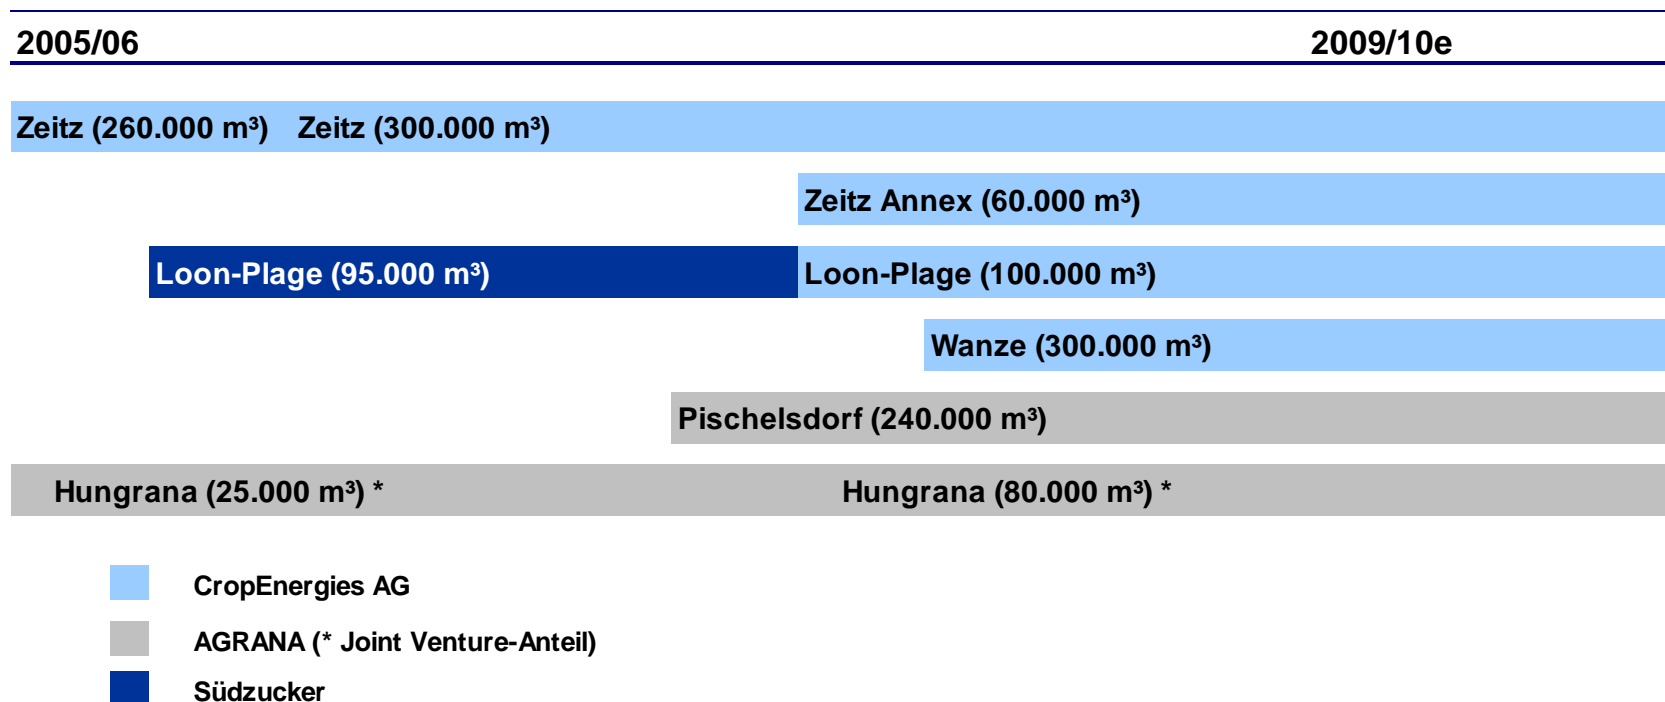 2005/06 2009/10e
Zeitz (260.000 m³) Zeitz (300.000 m³)
Zeitz Annex (60.000 m³)
Loon-Plage (95.000 m³) Loon-Plage (100.000 m³)
Wanze (300.000 m³)
Pischelsdorf (240.000 m³)
Hungrana (25.000 m³) * Hungrana (80.000 m³) *
CropEnergies AG
AGRANA (* Joint Venture-Anteil)
Südzucker